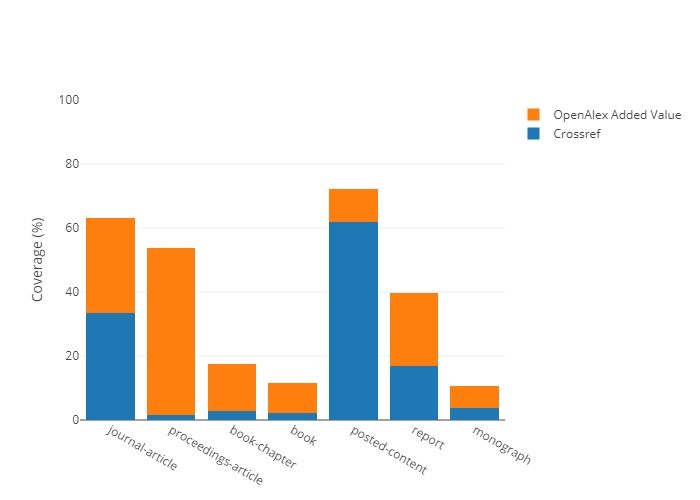 100
80
60
40
20
0
Coverage (%)
journal-article
proceedings-article
book-chapter
book
posted-content
report
monograph
OpenAlex Added Value
Crossref